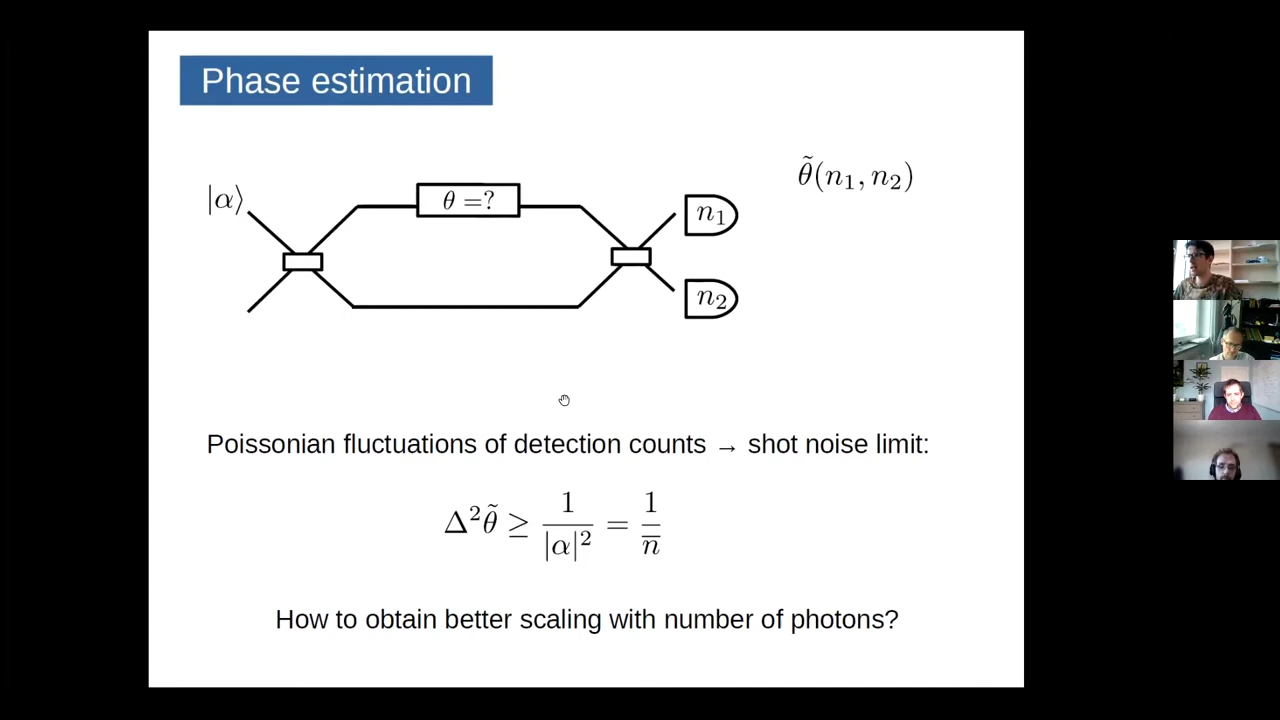 Phase estimation
|α⟩
θ =?
n₁
n₂
θ̃(n₁, n₂)
Poissonian fluctuations of detection counts → shot noise limit:
Δ²θ̃ ≥ 1/|α|² = 1/n̅
How to obtain better scaling with number of photons?